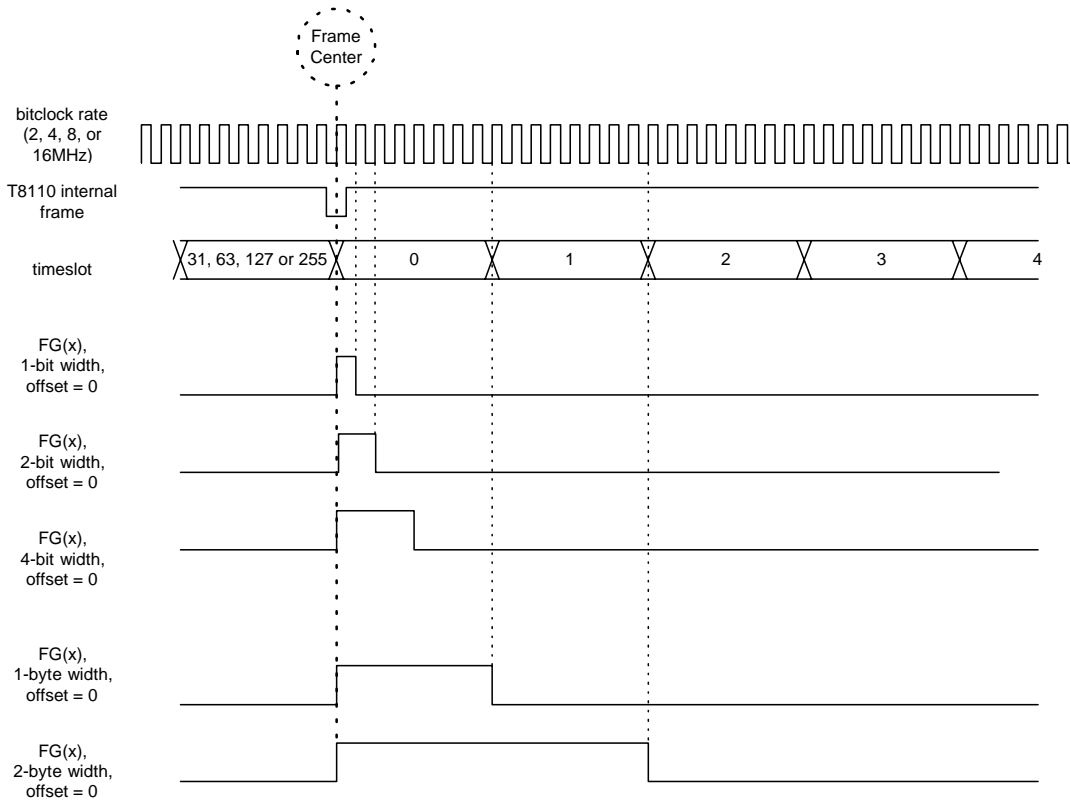 Frame
Center
bitclock rate
(2, 4, 8, or
16MHz)
T8110 internal
frame
timeslot
31, 63, 127 or 255
0
1
2
3
4
FG(x),
1-bit width,
offset = 0
FG(x),
2-bit width,
offset = 0
FG(x),
4-bit width,
offset = 0
FG(x),
1-byte width,
offset = 0
FG(x),
2-byte width,
offset = 0